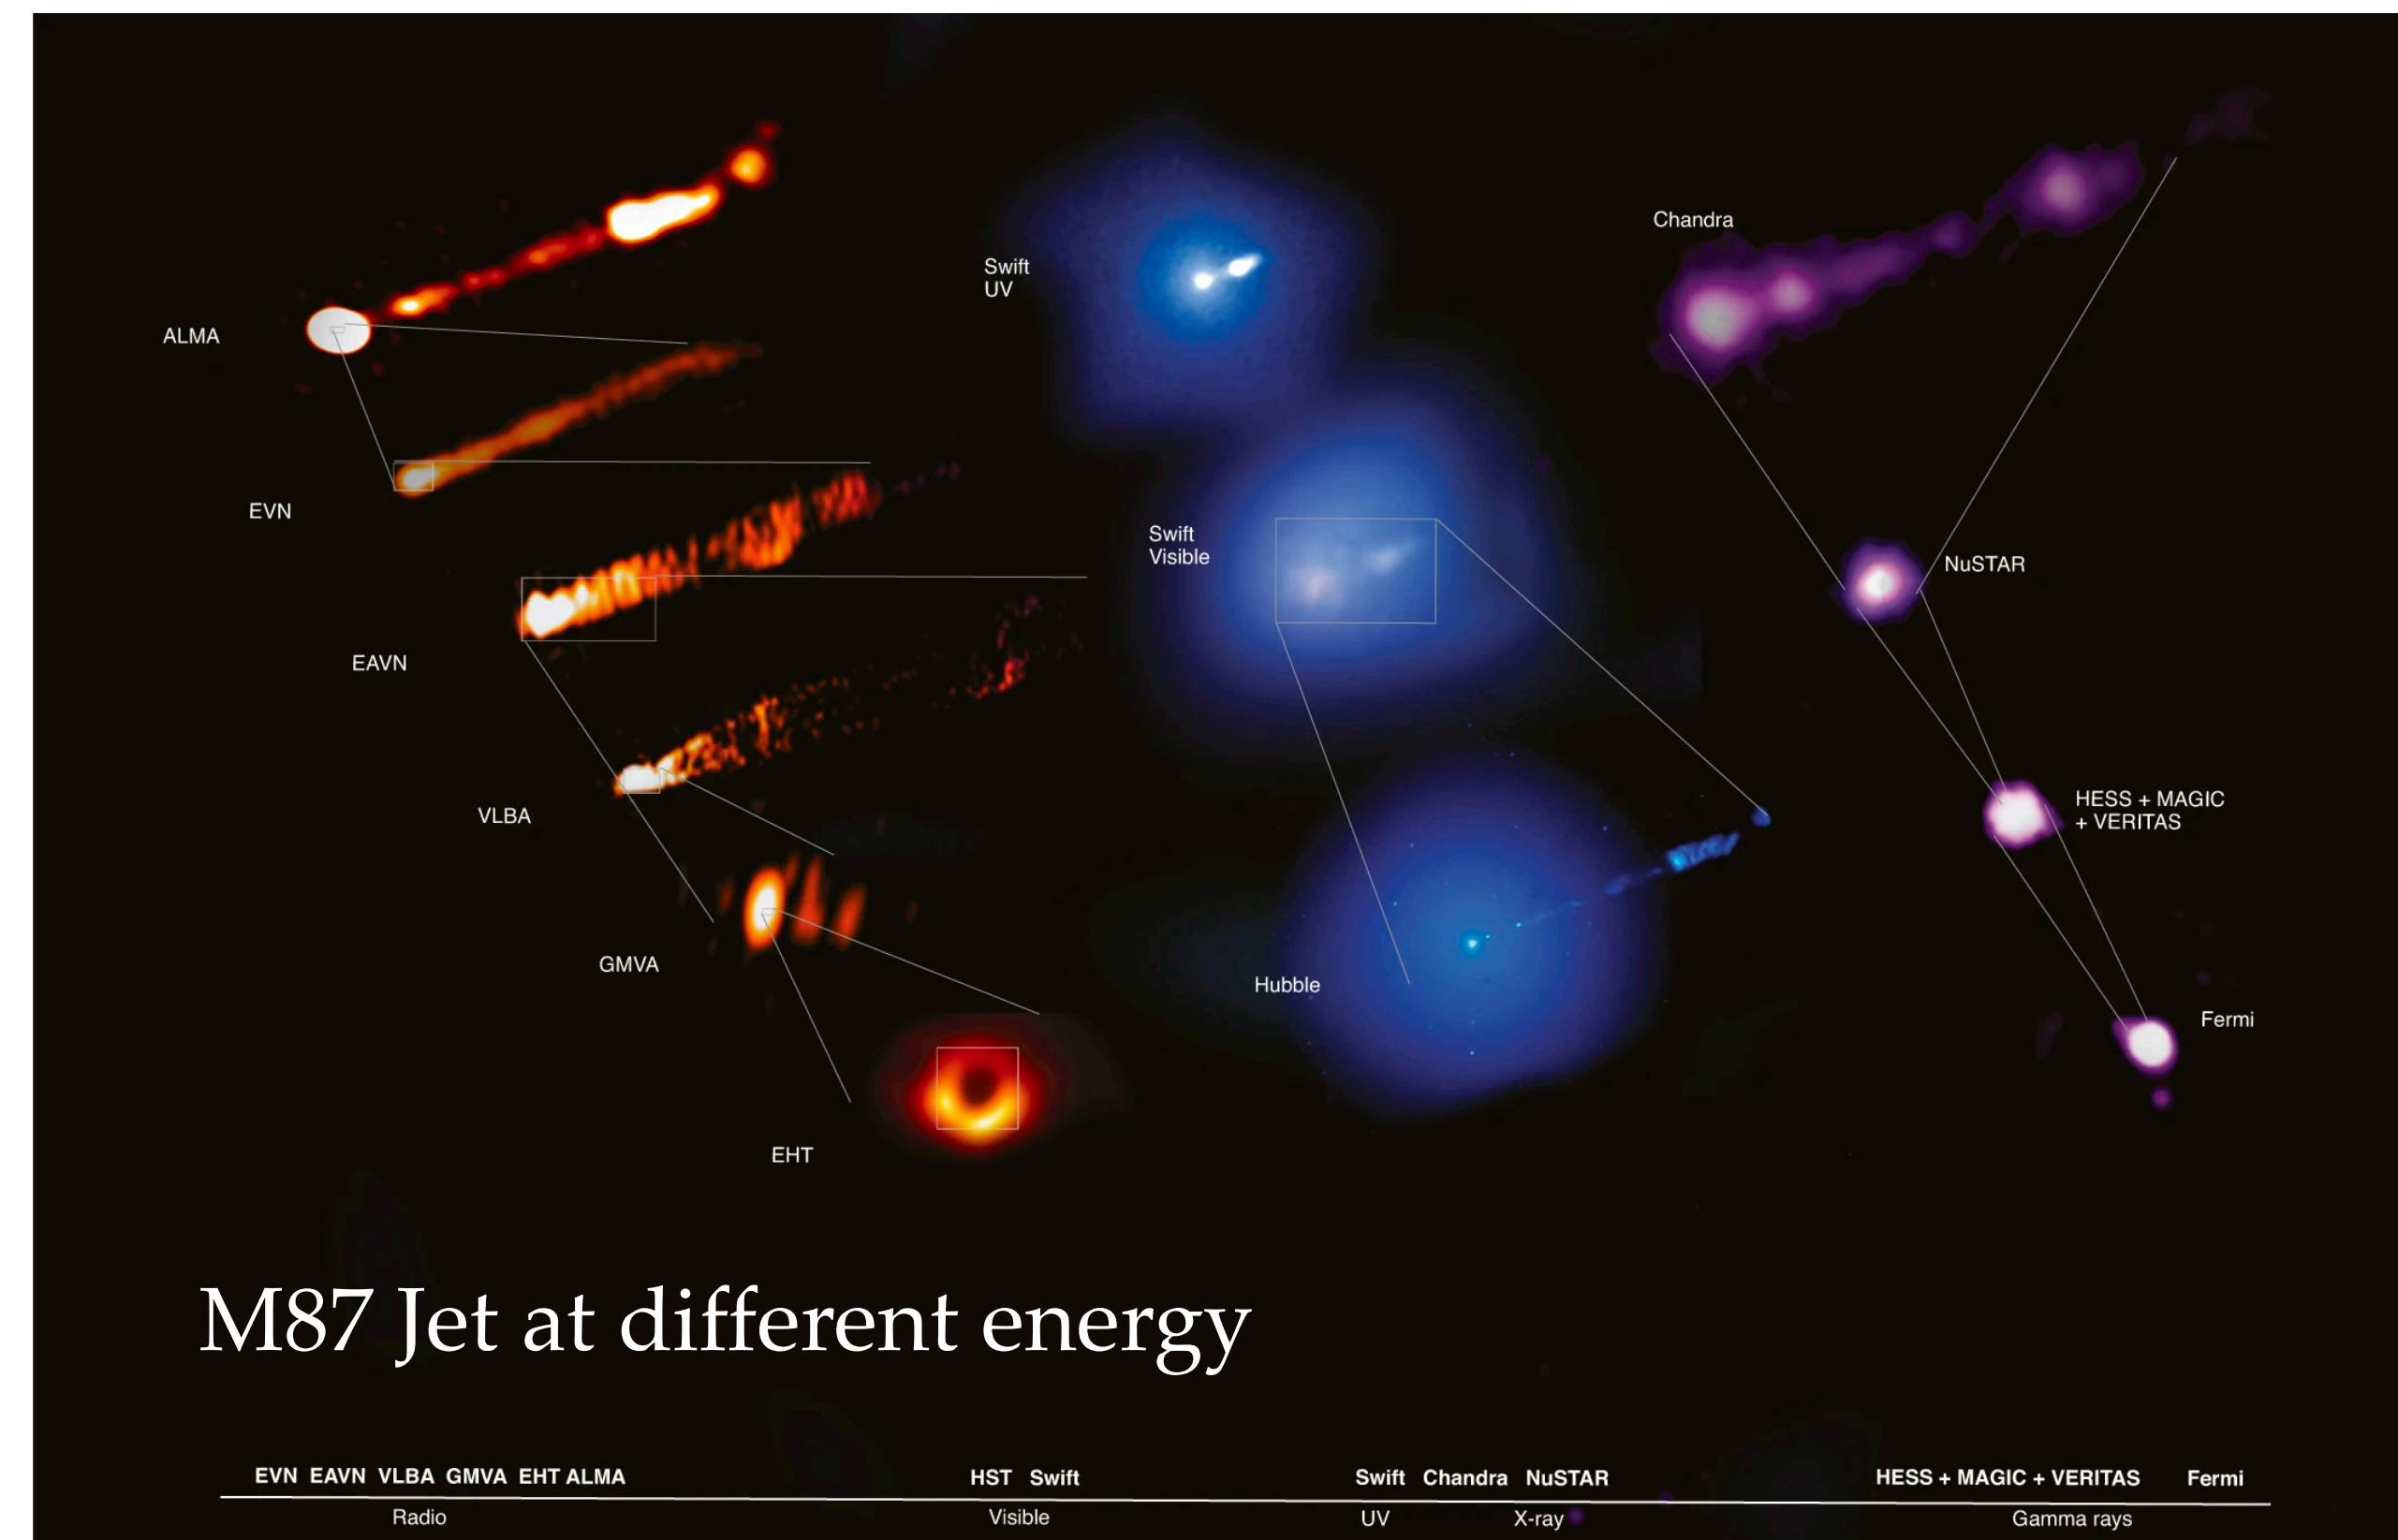 Chandra
Swift
UV
ALMA
EVN
Swift
Visible
NuSTAR
EAVN
HESS + MAGIC
+ VERITAS
VLBA
GMVA
Hubble
Fermi
EHT
M87 Jet at different energy
EVN EAVN VLBA GMVA EHT ALMA
HST Swift
Swift Chandra NuSTAR
HESS + MAGIC + VERITAS
Fermi
Radio
Visible
UV
X-ray
Gamma rays